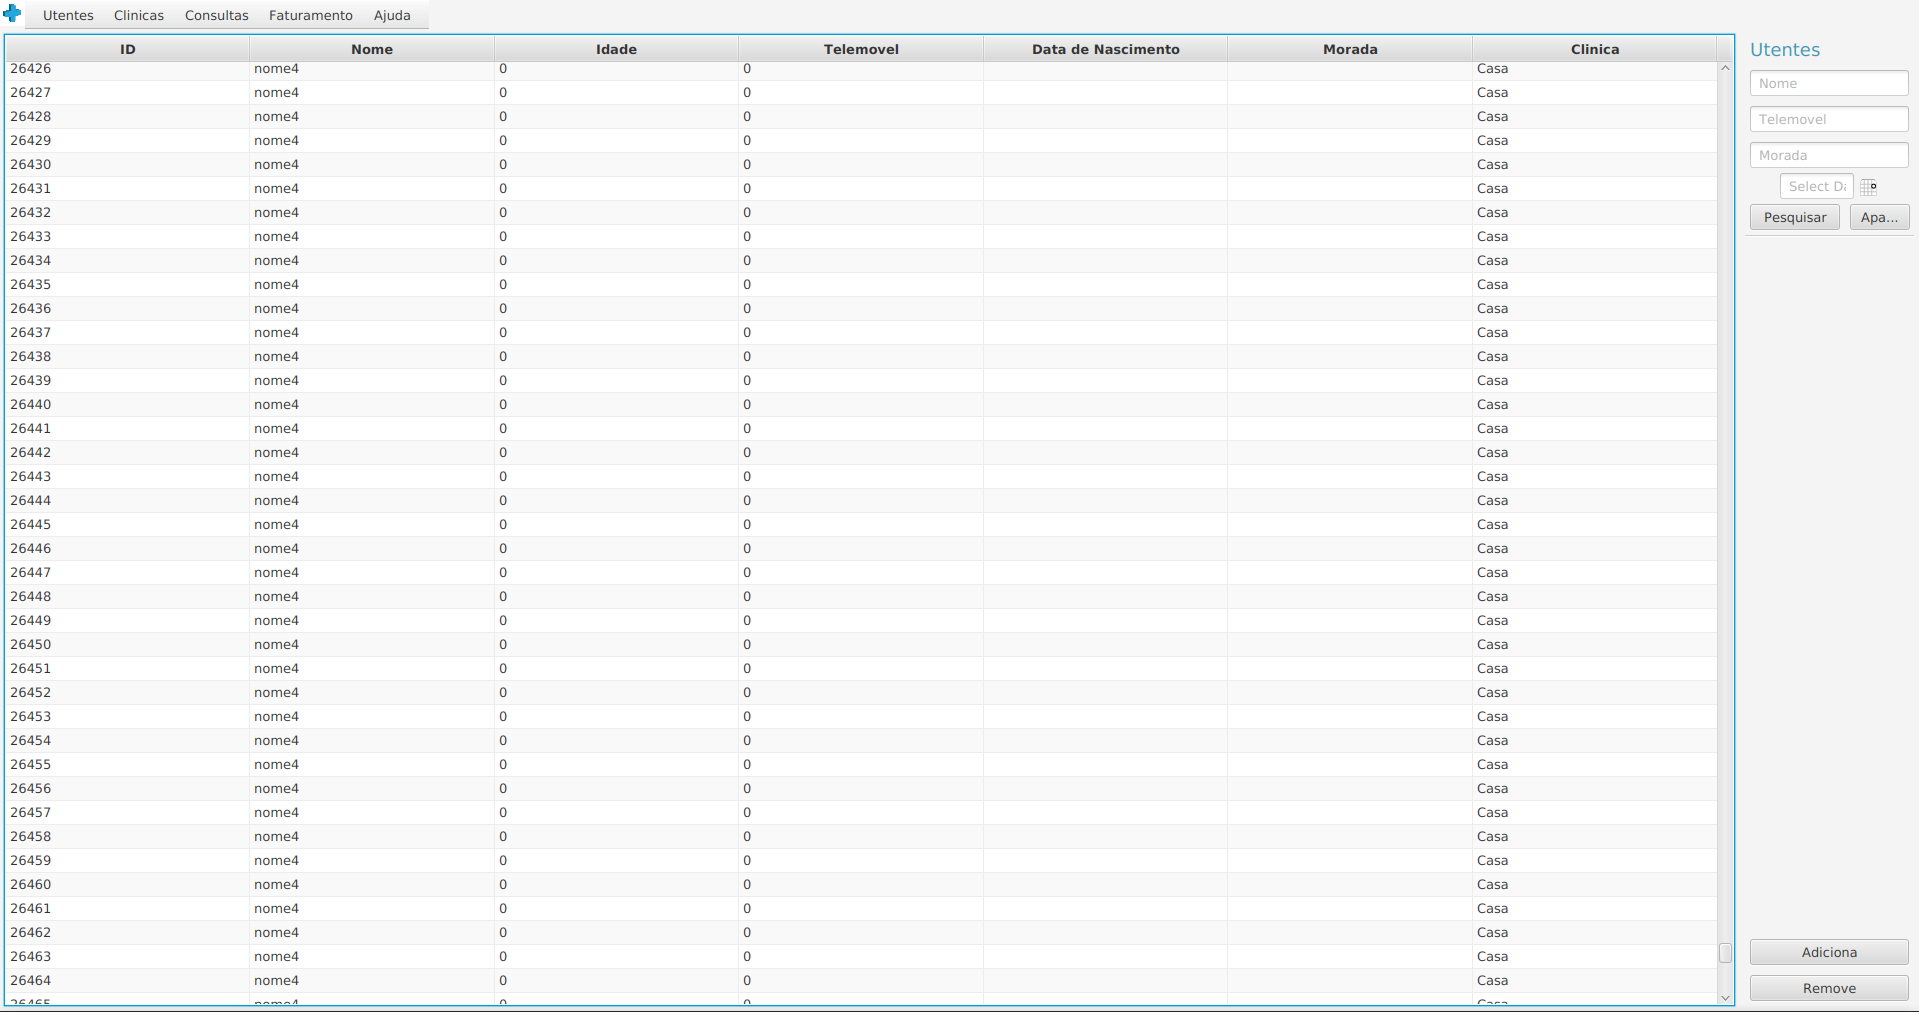 Utentes Clinicas Consultas Faturamento Ajuda
ID Nome Idade Telemovel Data de Nascimento Morada Clinica
26426 nome4 0 0 Casa
26427 nome4 0 0 Casa
26428 nome4 0 0 Casa
26429 nome4 0 0 Casa
26430 nome4 0 0 Casa
26431 nome4 0 0 Casa
26432 nome4 0 0 Casa
26433 nome4 0 0 Casa
26434 nome4 0 0 Casa
26435 nome4 0 0 Casa
26436 nome4 0 0 Casa
26437 nome4 0 0 Casa
26438 nome4 0 0 Casa
26439 nome4 0 0 Casa
26440 nome4 0 0 Casa
26441 nome4 0 0 Casa
26442 nome4 0 0 Casa
26443 nome4 0 0 Casa
26444 nome4 0 0 Casa
26445 nome4 0 0 Casa
26446 nome4 0 0 Casa
26447 nome4 0 0 Casa
26448 nome4 0 0 Casa
26449 nome4 0 0 Casa
26450 nome4 0 0 Casa
26451 nome4 0 0 Casa
26452 nome4 0 0 Casa
26453 nome4 0 0 Casa
26454 nome4 0 0 Casa
26455 nome4 0 0 Casa
26456 nome4 0 0 Casa
26457 nome4 0 0 Casa
26458 nome4 0 0 Casa
26459 nome4 0 0 Casa
26460 nome4 0 0 Casa
26461 nome4 0 0 Casa
26462 nome4 0 0 Casa
26463 nome4 0 0 Casa
26464 nome4 0 0 Casa
26465 nome4 0 0 Casa
Utentes
Nome
Telemovel
Morada
Select Da
Pesquisar Apa...
Adiciona
Remove